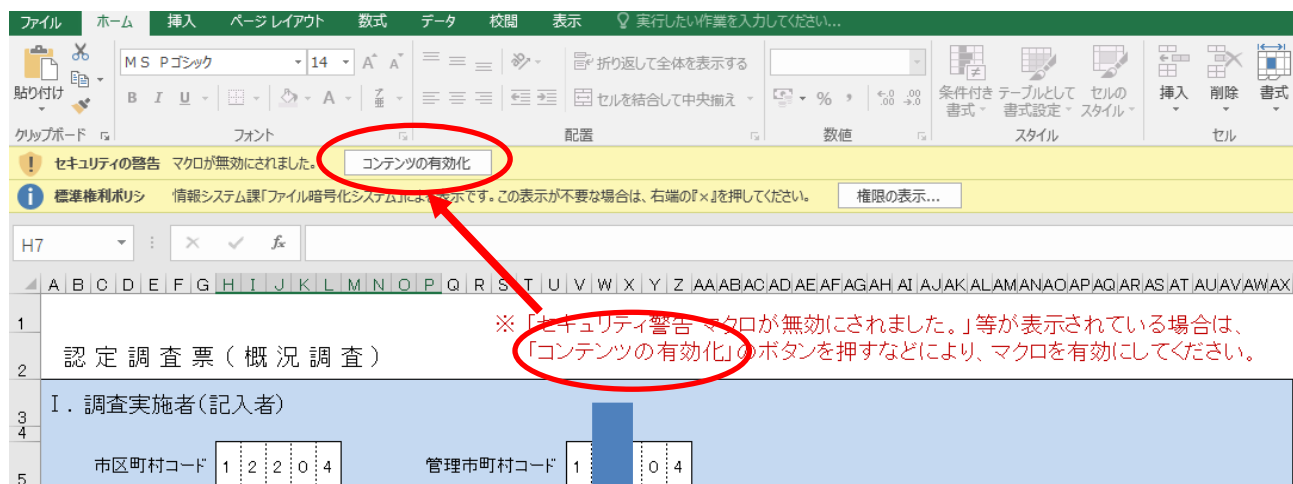 ファイル ホーム 挿入 ページ レイアウト 数式 データ 校閲 表示 実行したい作業を入力してください...
貼り付け
ＭＳ Ｐゴシック 14 A A
B I U A
折り返して全体を表示する
セルを結合して中央揃え
% , .00
条件付き書式 テーブルとして書式設定 セルのスタイル
挿入 削除 書式
クリップボード フォント 配置 数値 スタイル セル
セキュリティの警告 マクロが無効にされました。 コンテンツの有効化
標準権利ポリシ 情報システム課「ファイル暗号化システム」による表示です。この表示が不要な場合は、右端の『×』を押してください。 権限の表示...
H7 fx
A B C D E F G H I J K L M N O P Q R S T U V W X Y Z AA AB AC AD AE AF AG AH AI AJ AK AL AM AN AO AP AQ AR AS AT AU AV AW AX
1 ※「セキュリティ警告 マクロが無効にされました。」等が表示されている場合は、
「コンテンツの有効化」のボタンを押すなどにより、マクロを有効にしてください。
2 認定調査票(概況調査)
3 Ⅰ.調査実施者(記入者)
4
5 市区町村コード 1 2 2 0 4 管理市町村コード 1 0 4